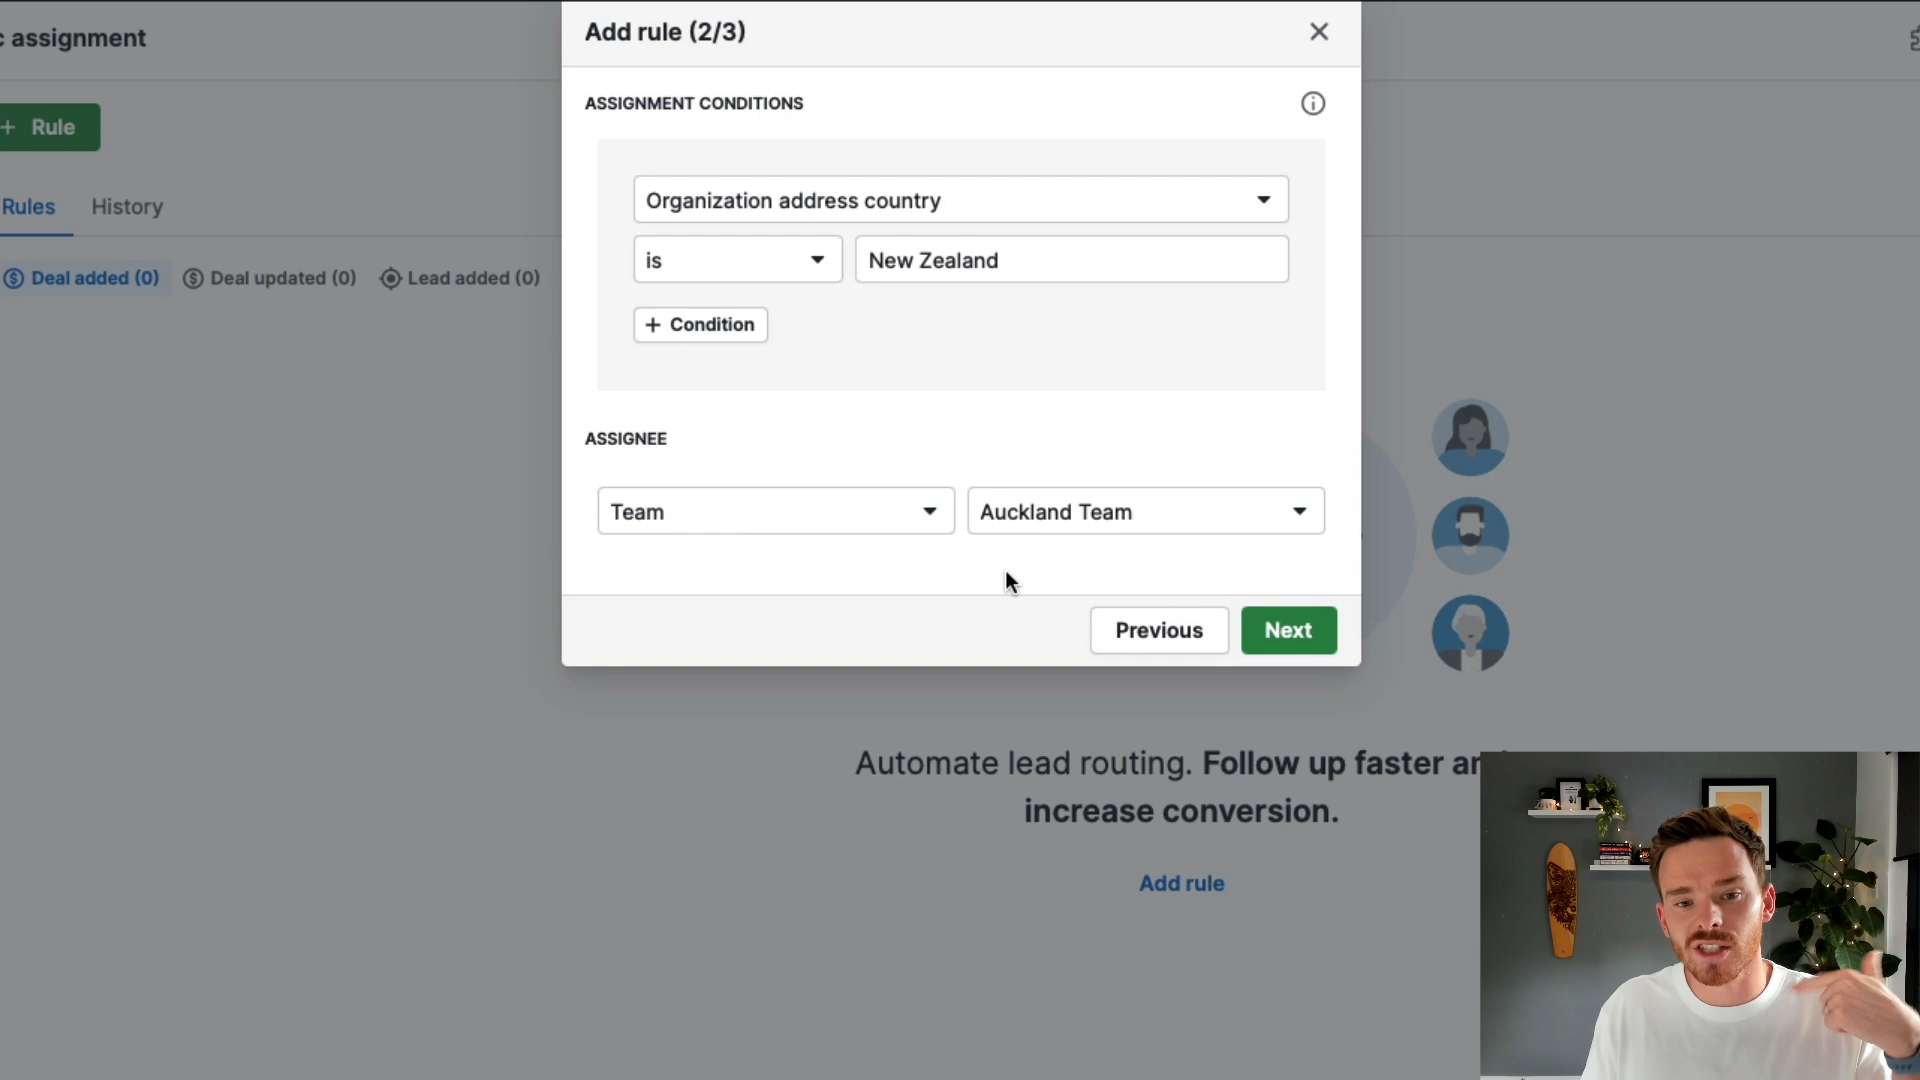 c assignment
+ Rule
Rules History
Deal added (0) Deal updated (0) Lead added (0)
Add rule (2/3)
ASSIGNMENT CONDITIONS
Organization address country
is New Zealand
+ Condition
ASSIGNEE
Team Auckland Team
Previous Next
Automate lead routing. Follow up faster
increase conversion.
Add rule